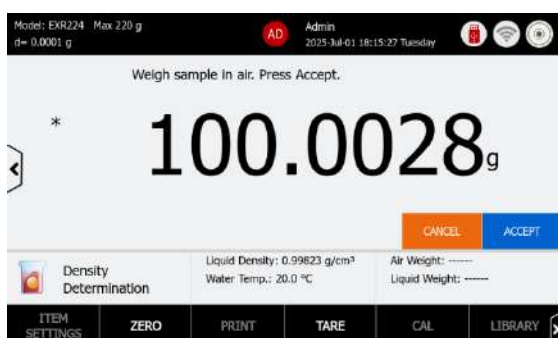 Model: EXR224 Max 220 g
d= 0.0001 g
AD
Admin
2025-Jul-01 18:15:27 Tuesday
Weigh sample in air. Press Accept.
*
100.0028 g
CANCEL
ACCEPT
Density
Determination
Liquid Density: 0.99823 g/cm³
Water Temp.: 20.0 °C
Air Weight: ------
Liquid Weight: ------
ITEM
SETTINGS
ZERO
PRINT
TARE
CAL
LIBRARY